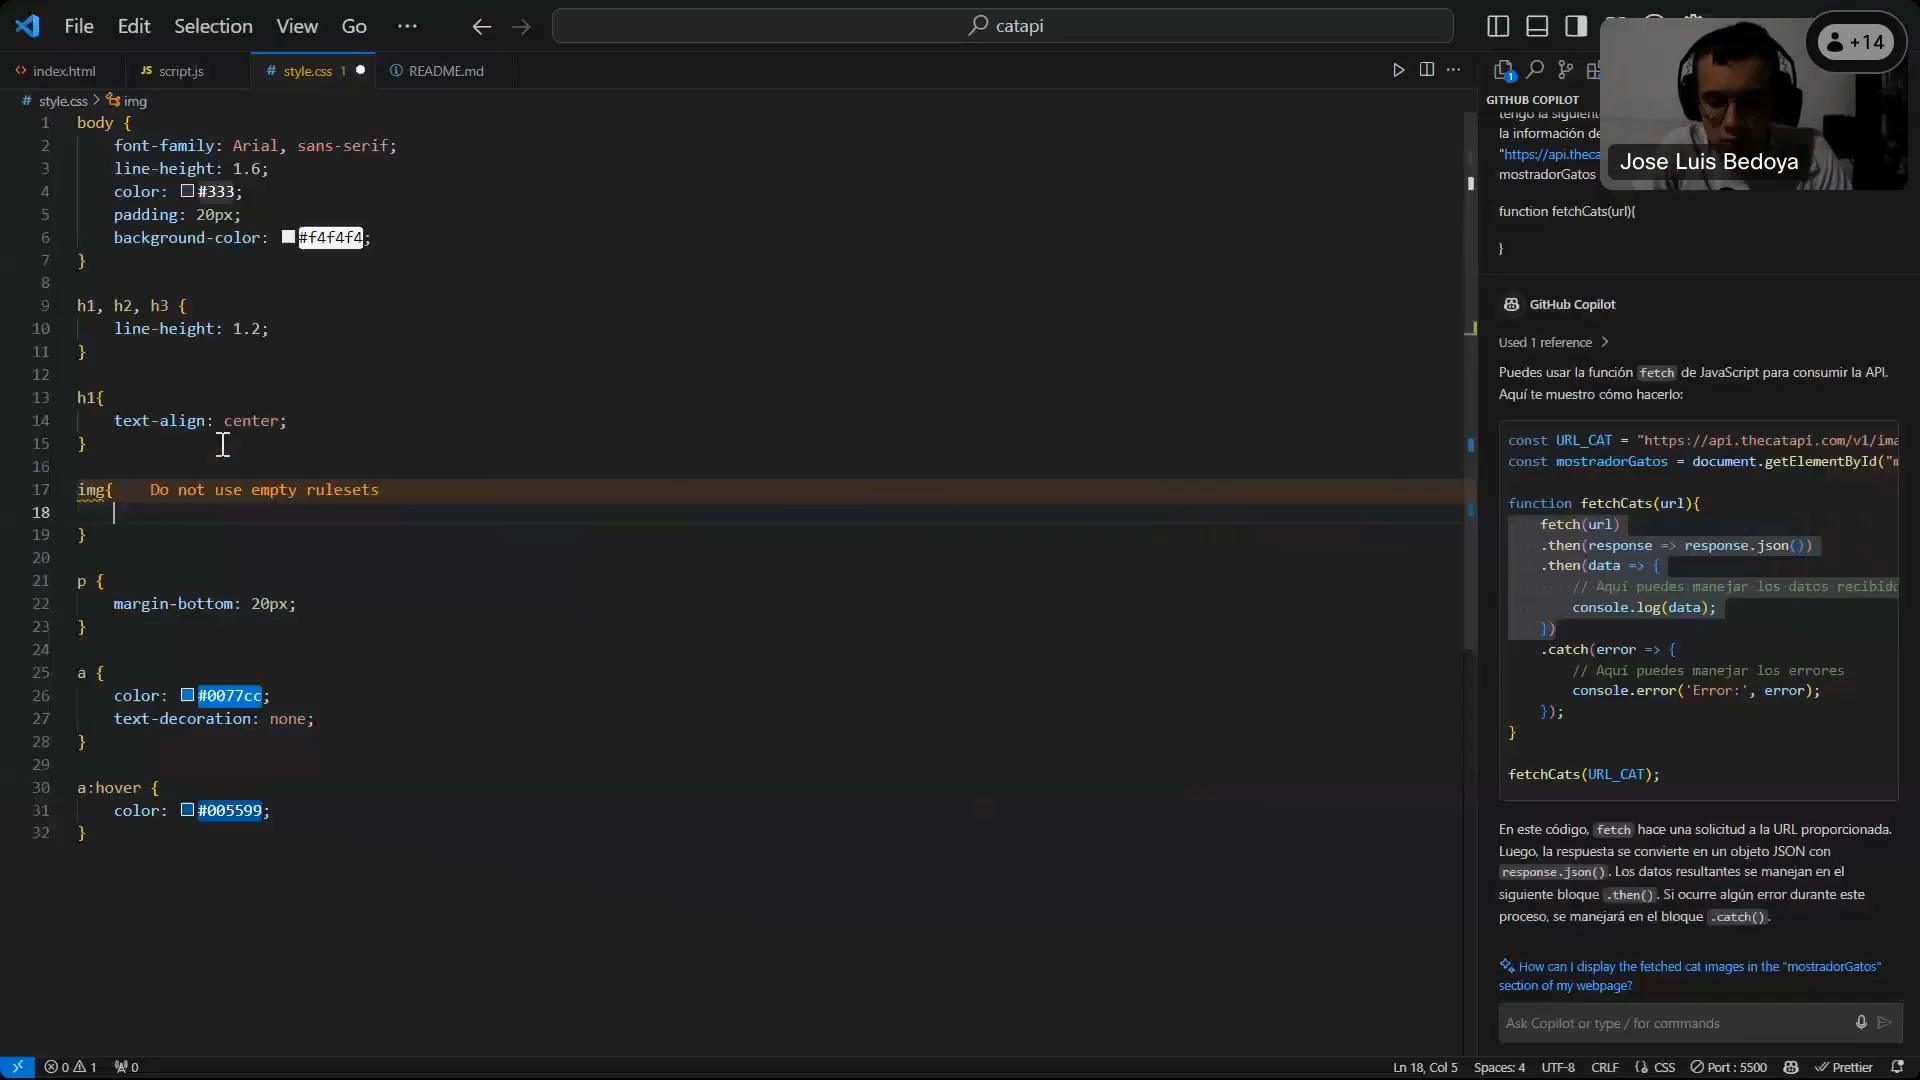 File Edit Selection View Go ··· catapi
+14
index.html JS script.js # style.css 1 README.md
# style.css > img
1 body {
2 font-family: Arial, sans-serif;
3 line-height: 1.6;
4 color: #333;
5 padding: 20px;
6 background-color: #f4f4f4;
7 }
8
9 h1, h2, h3 {
10 line-height: 1.2;
11 }
12
13 h1{
14 text-align: center;
15 }
16
17 img{ Do not use empty rulesets
18
19 }
20
21 p {
22 margin-bottom: 20px;
23 }
24
25 a {
26 color: #0077cc;
27 text-decoration: none;
28 }
29
30 a:hover {
31 color: #005599;
32 }
1
GITHUB COPILOT
tengo la
la información de
"https://api.theca
mostradorGatos
Jose Luis Bedoya
function fetchCats(url){
}
GitHub Copilot
Used 1 reference >
Puedes usar la función fetch de JavaScript para consumir la API.
Aquí te muestro cómo hacerlo:
const URL_CAT = "https://api.thecatapi.com/v1/ima
const mostradorGatos = document.getElementById("m
function fetchCats(url){
fetch(url)
.then(response => response.json())
.then(data => {
// Aquí puedes manejar los datos recibido
console.log(data);
})
.catch(error => {
// Aquí puedes manejar los errores
console.error('Error:', error);
});
}
fetchCats(URL_CAT);
En este código, fetch hace una solicitud a la URL proporcionada.
Luego, la respuesta se convierte en un objeto JSON con
response.json(). Los datos resultantes se manejan en el
siguiente bloque .then(). Si ocurre algún error durante este
proceso, se manejará en el bloque .catch().
How can I display the fetched cat images in the "mostradorGatos"
section of my webpage?
Ask Copilot or type / for commands
0 1 0 Ln 18, Col 5 Spaces: 4 UTF-8 CRLF { } CSS Port : 5500 Prettier